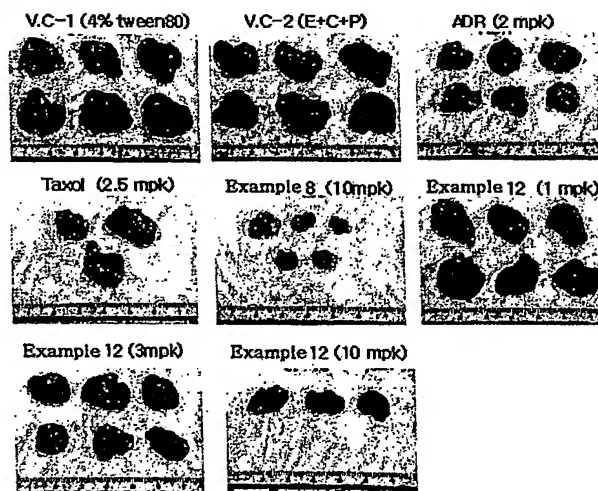 V.C-1 (4% tween80)
V.C-2 (E+C+P)
ADR (2 mpk)
Taxol (2.5 mpk)
Example 8 (10mpk)
Example 12 (1 mpk)
Example 12 (3mpk)
Example 12 (10 mpk)